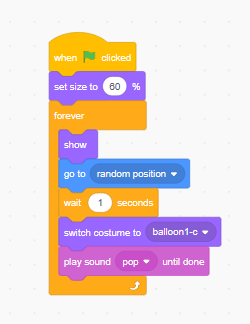 when clicked
set size to 60 %
forever
show
go to random position
wait 1 seconds
switch costume to balloon1-c
play sound pop until done